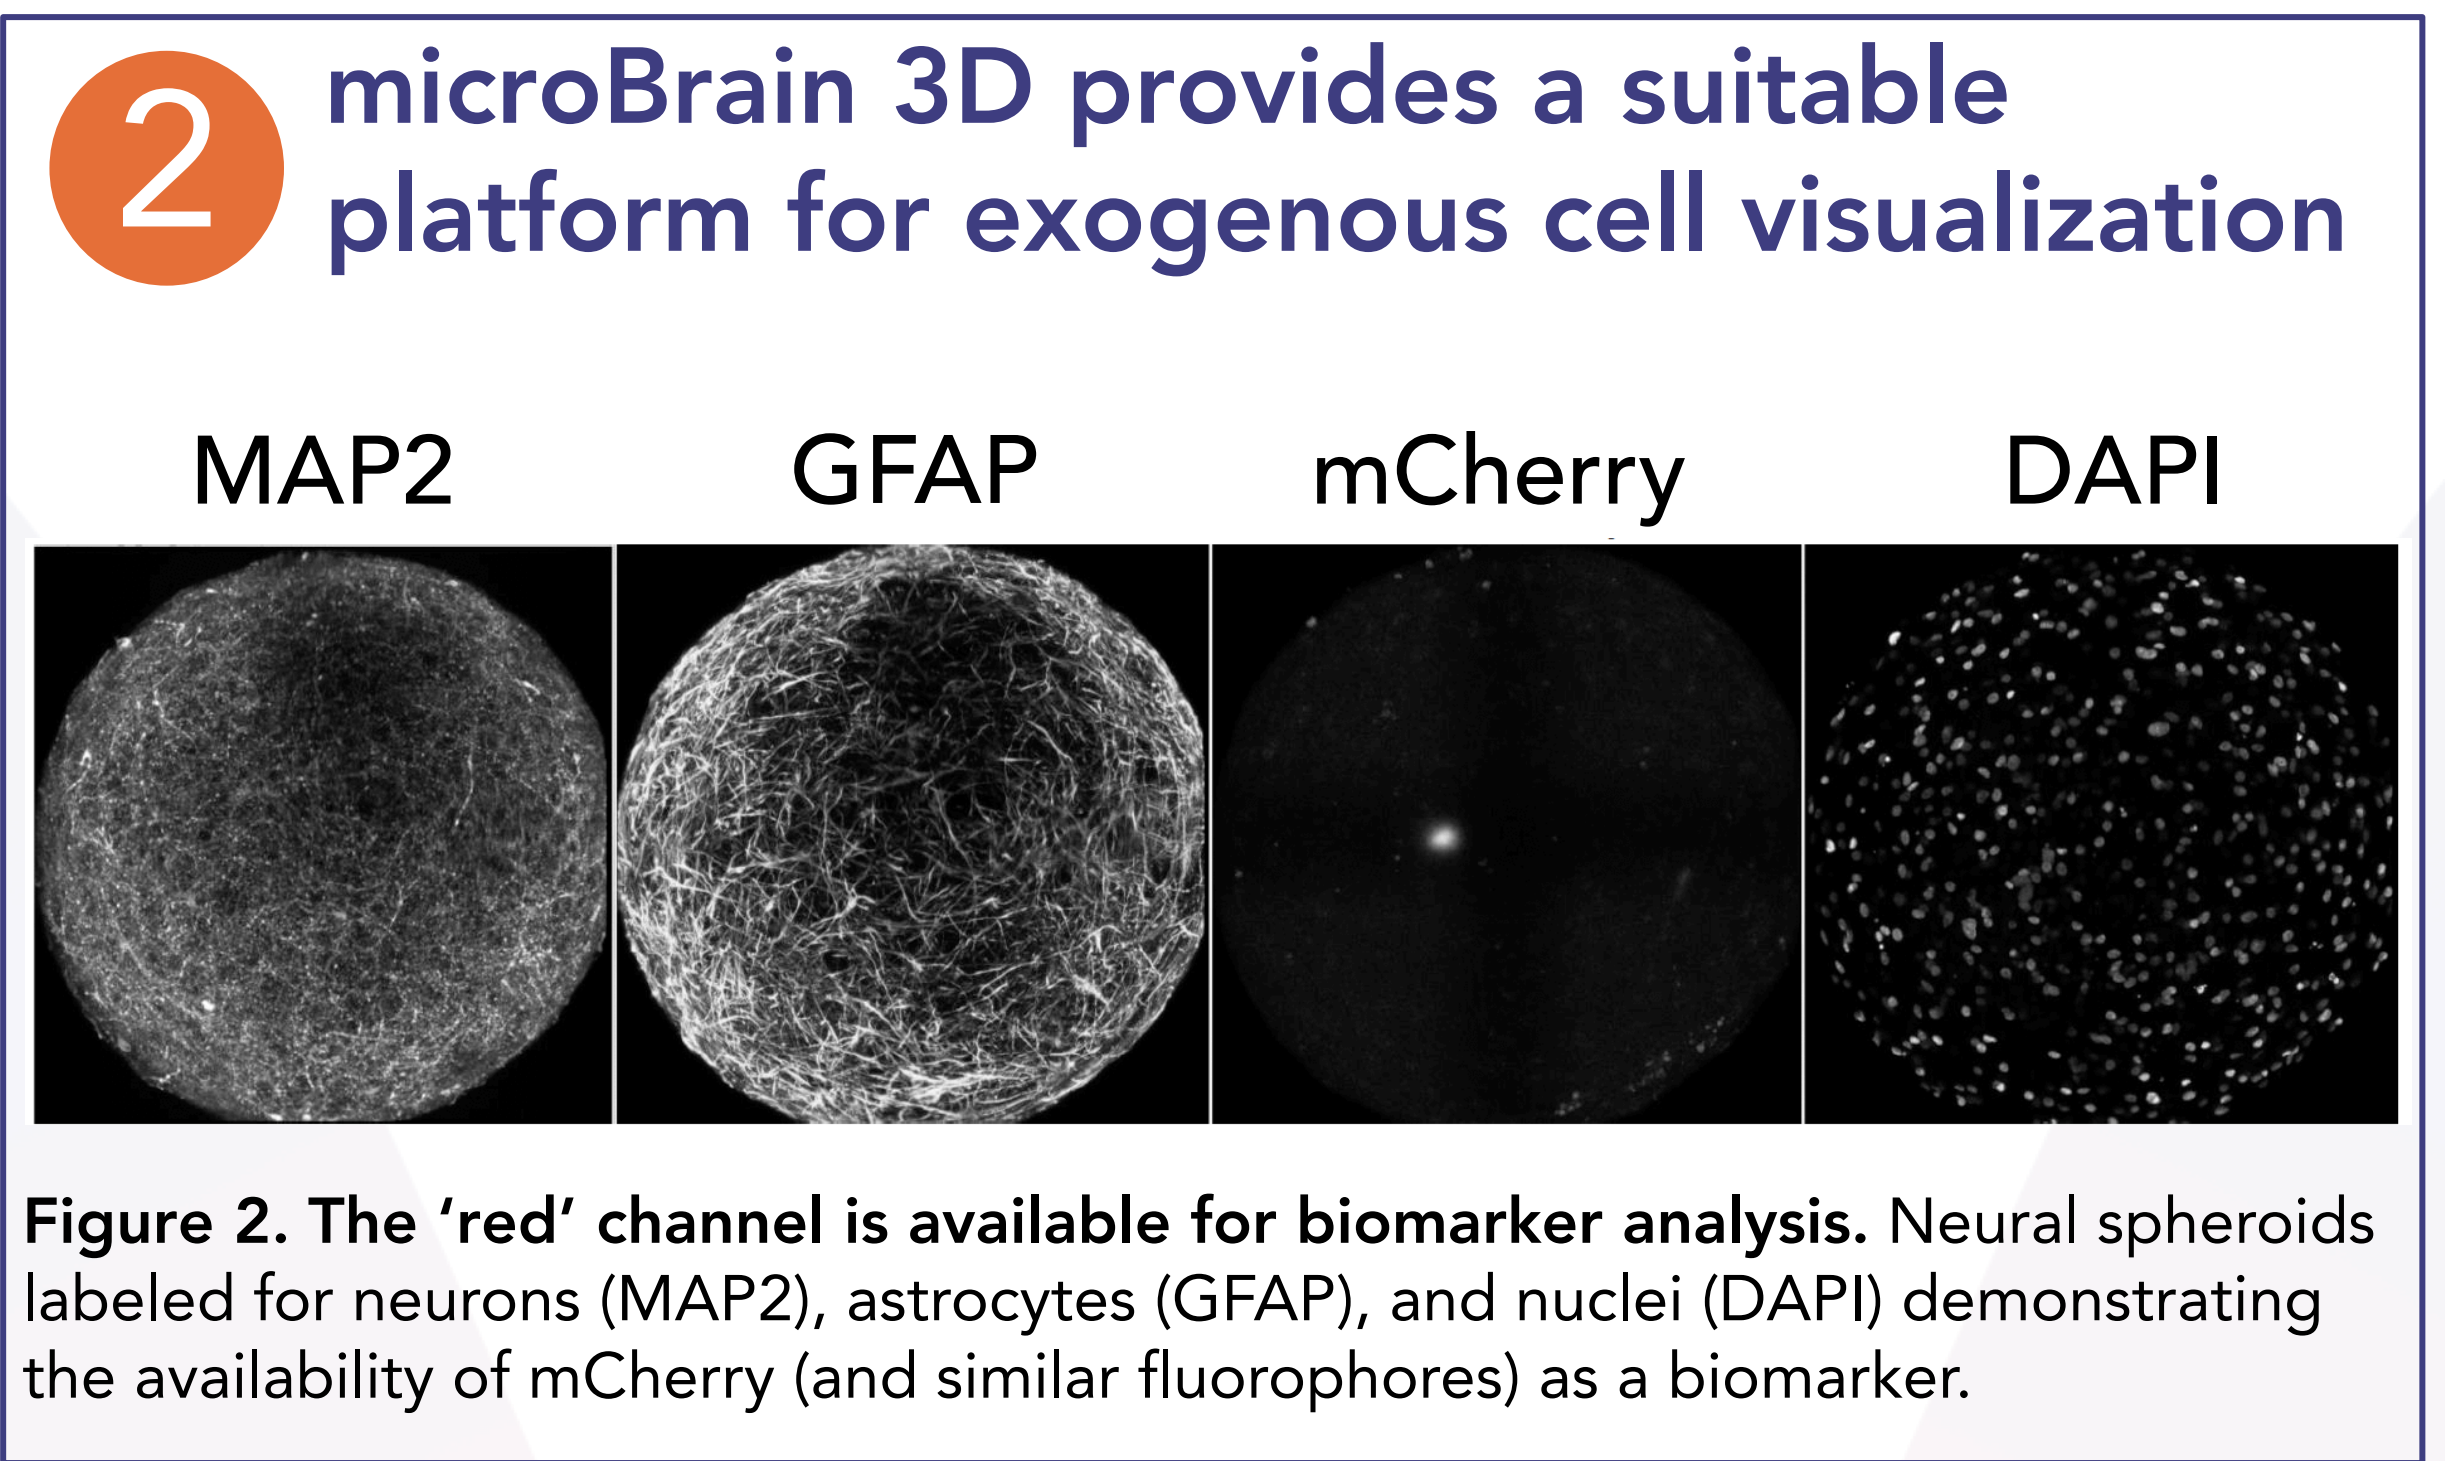 2
microBrain 3D provides a suitable
platform for exogenous cell visualization
MAP2 GFAP mCherry DAPI
Figure 2. The ‘red’ channel is available for biomarker analysis. Neural spheroids
labeled for neurons (MAP2), astrocytes (GFAP), and nuclei (DAPI) demonstrating
the availability of mCherry (and similar fluorophores) as a biomarker.